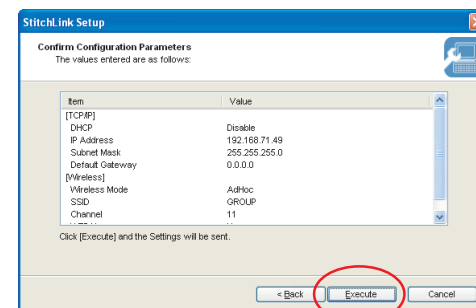 StitchLink Setup
Confirm Configuration Parameters
The values entered are as follows:
Item Value
[TCP/IP]
DHCP Disable
IP Address 192.168.71.49
Subnet Mask 255.255.255.0
Default Gateway 0.0.0.0
[Wireless]
Wireless Mode AdHoc
SSID GROUP
Channel 11
Click [Execute] and the Settings will be sent.
< Back Execute Cancel